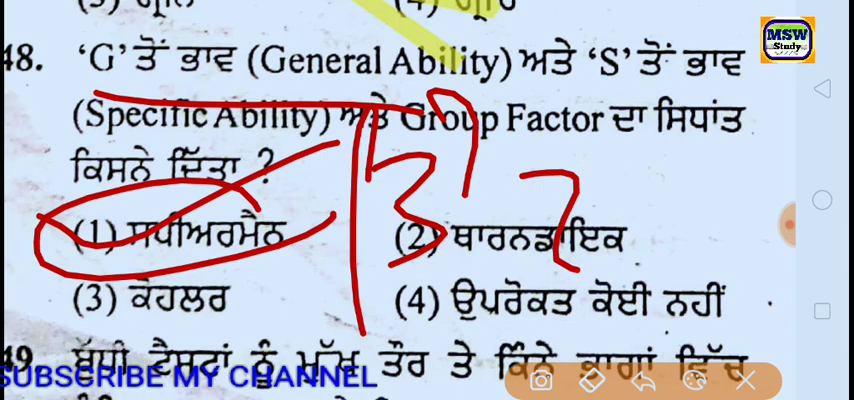 MSW
Study
48. ‘G’ ਤੋਂ ਭਾਵ (General Ability) ਅਤੇ ‘S’ ਤੋਂ ਭਾਵ
(Specific Ability) ਅਤੇ Group Factor ਦਾ ਸਿਧਾਂਤ
ਕਿਸਨੇ ਦਿੱਤਾ ?
(1) ਸਪੀਅਰਮੈਨ (2) ਥਾਰਨਡਾਇਕ
(3) ਕੋਹਲਰ (4) ਉਪਰੋਕਤ ਕੋਈ ਨਹੀਂ
49. ਬੁੱਧੀ ਟੈਸਟਾਂ ਨੂੰ ਮੁੱਖ ਤੌਰ ਤੇ ਕਿੰਨੇ ਭਾਗਾਂ ਵਿੱਚ
SUBSCRIBE MY CHANNEL